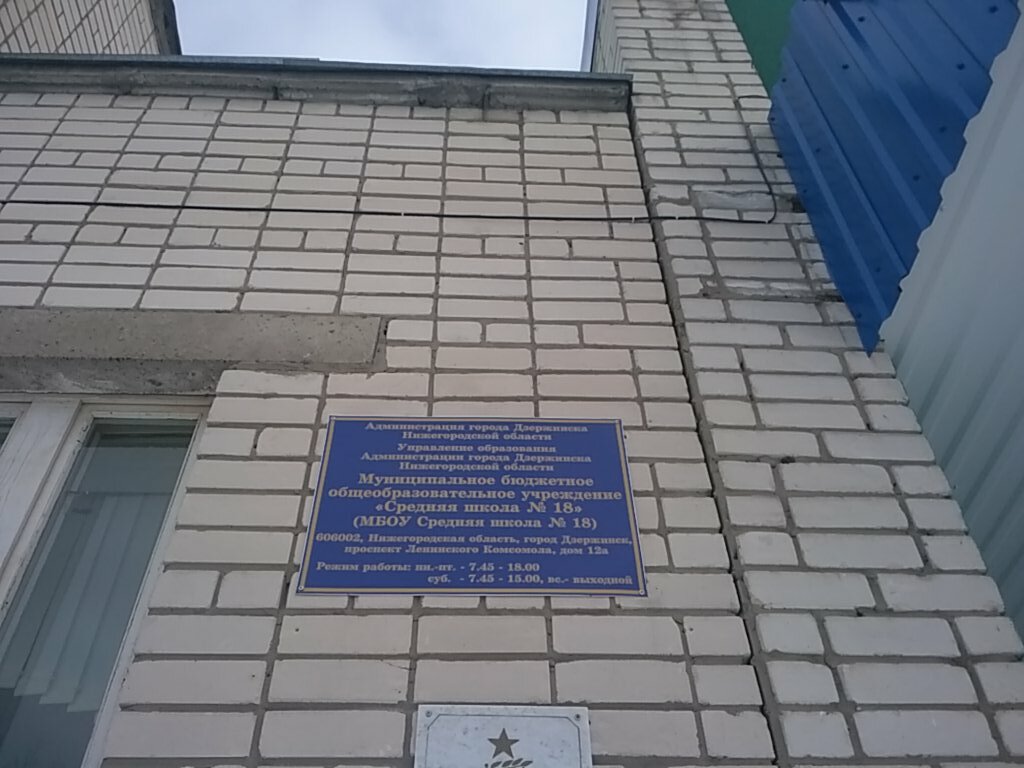 Администрация города Дзержинска
Нижегородской области
Управление образования
Администрации города Дзержинска
Нижегородской области
Муниципальное бюджетное
общеобразовательное учреждение
«Средняя школа № 18»
(МБОУ Средняя школа № 18)
606002, Нижегородская область, город Дзержинск,
проспект Ленинского Комсомола, дом 12а
Режим работы: пн.-пт. - 7.45 - 18.00
суб. - 7.45 - 15.00, вс.- выходной